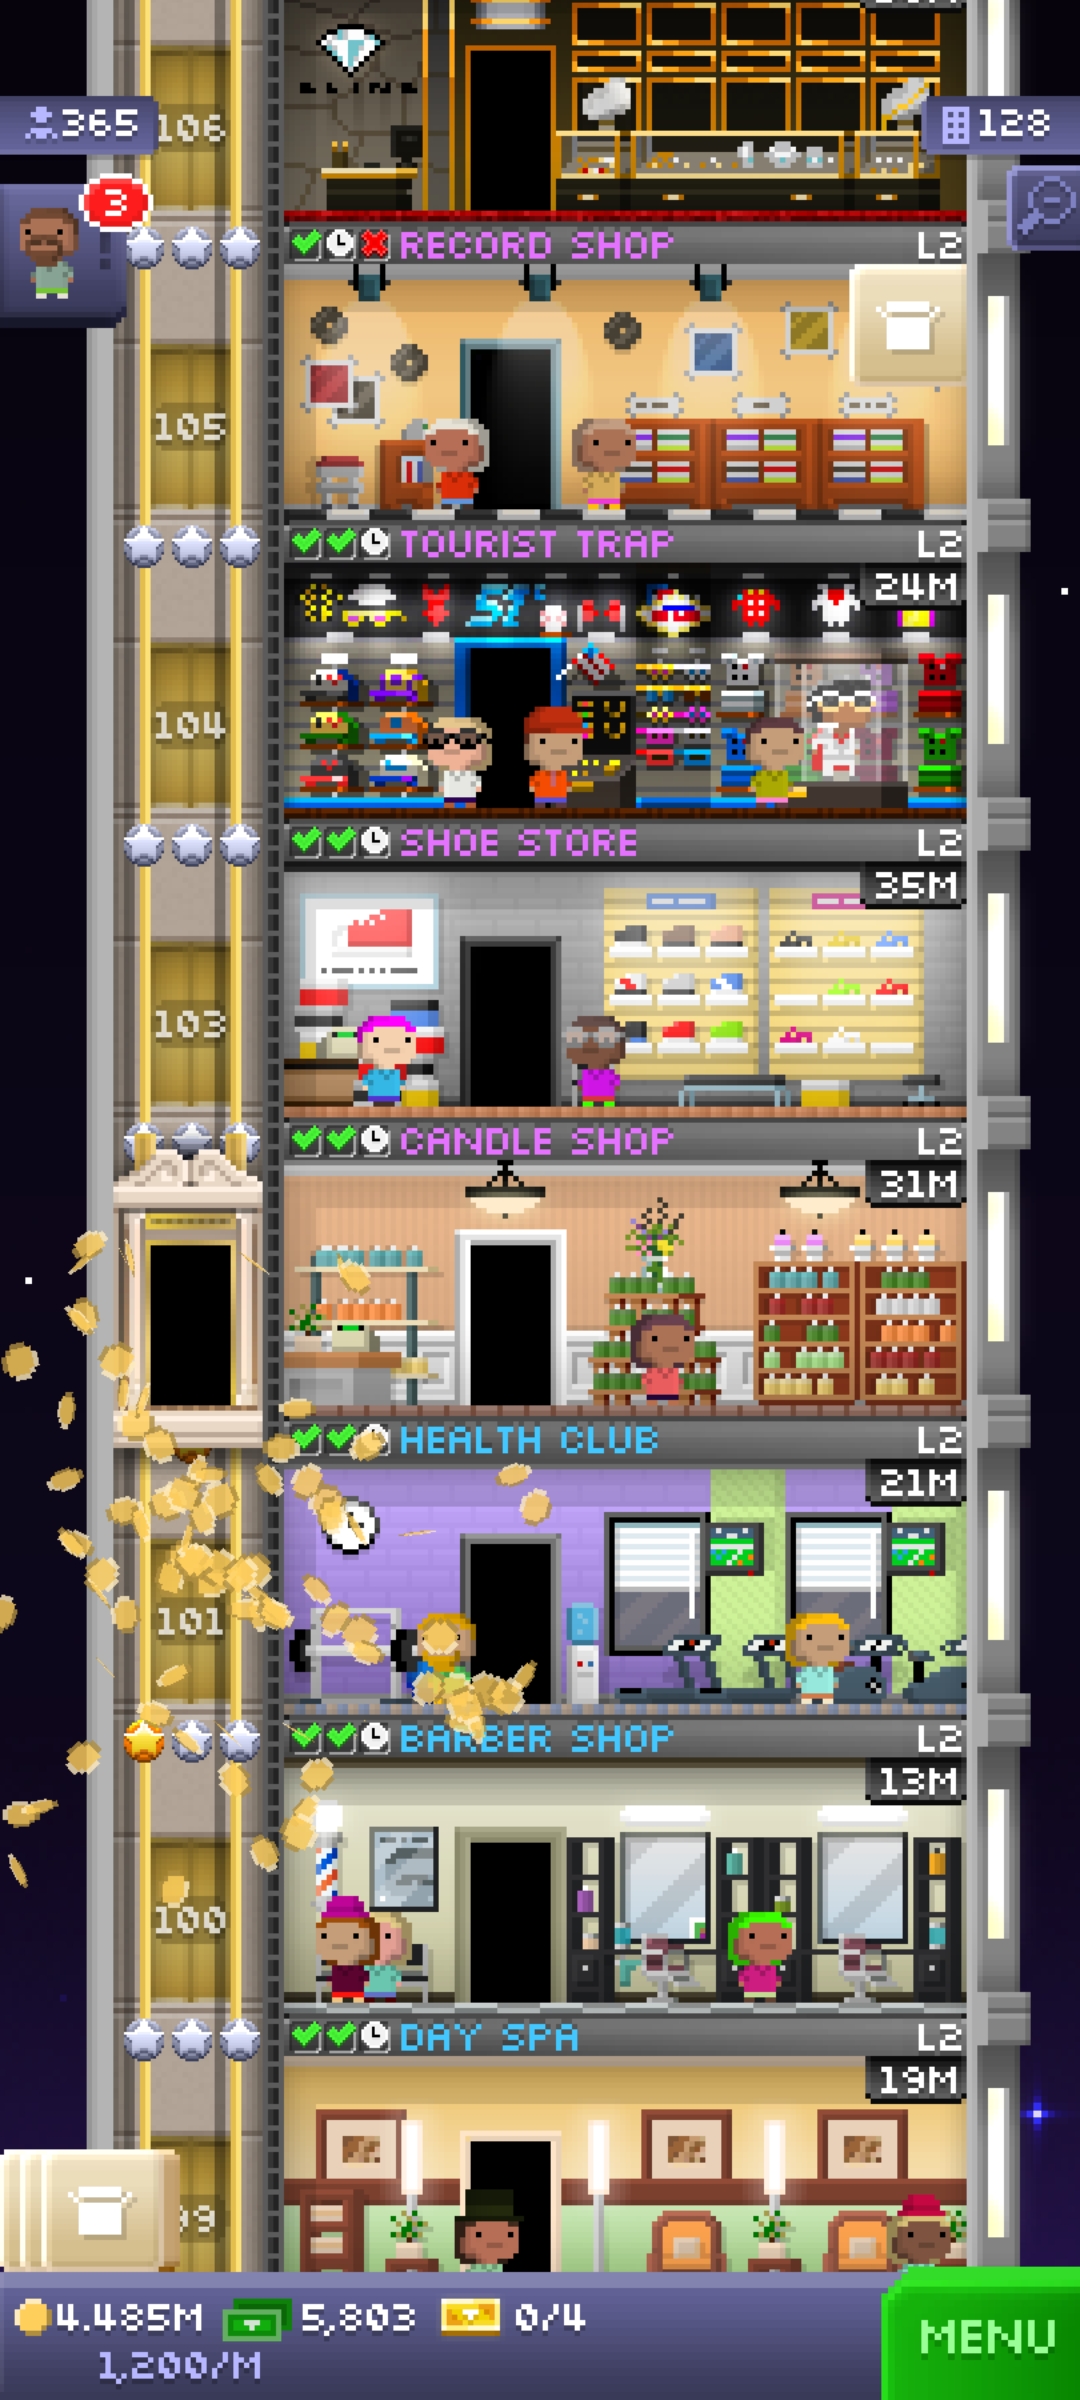 BLING
365
106
128
3
RECORD SHOP L2
105
TOURIST TRAP L2
24M
104
SHOE STORE L2
35M
103
CANDLE SHOP L2
31M
HEALTH CLUB L2
21M
101
BARBER SHOP L2
13M
100
DAY SPA L2
19M
99
4.485M 5,803 0/4
1,200/M
MENU